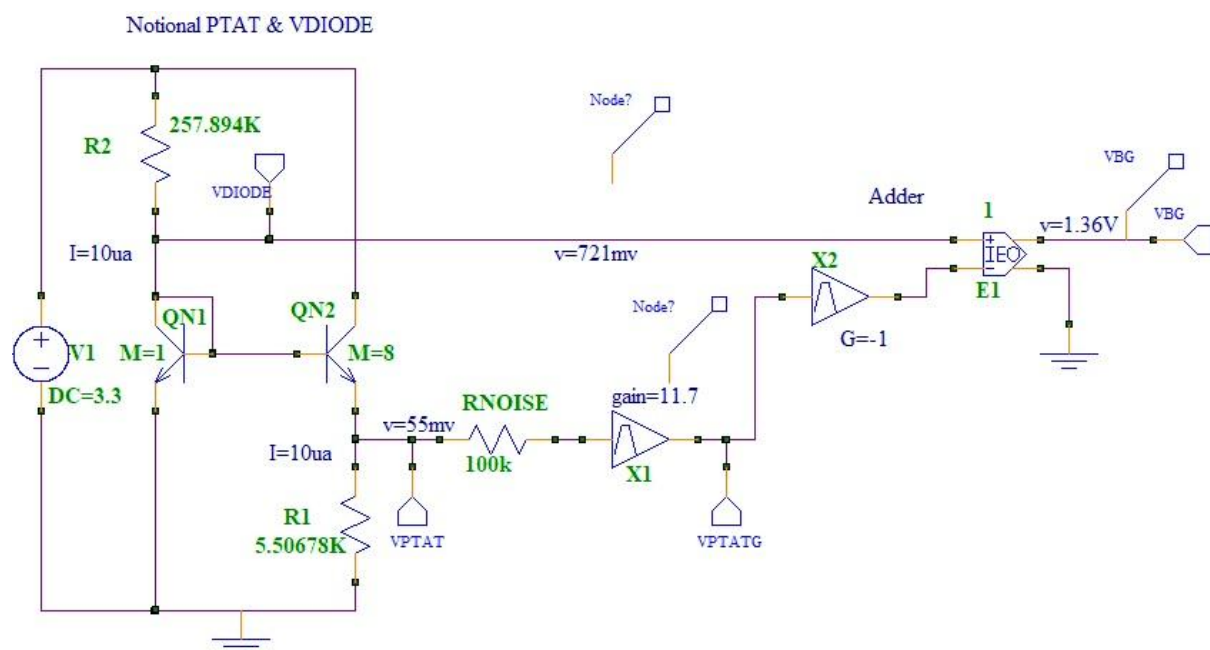 Notional PTAT & VDIODE
Node?
257.894K
R2
VDIODE
VBG
Adder
1
VBG
I=10ua
v=721mv
v=1.36V
X2
IEO
E1
QN1
QN2
Node?
V1
M=1
M=8
G=-1
DC=3.3
gain=11.7
RNOISE
v=55mv
I=10ua
100k
X1
R1
5.50678K
VPTAT
VPTATG